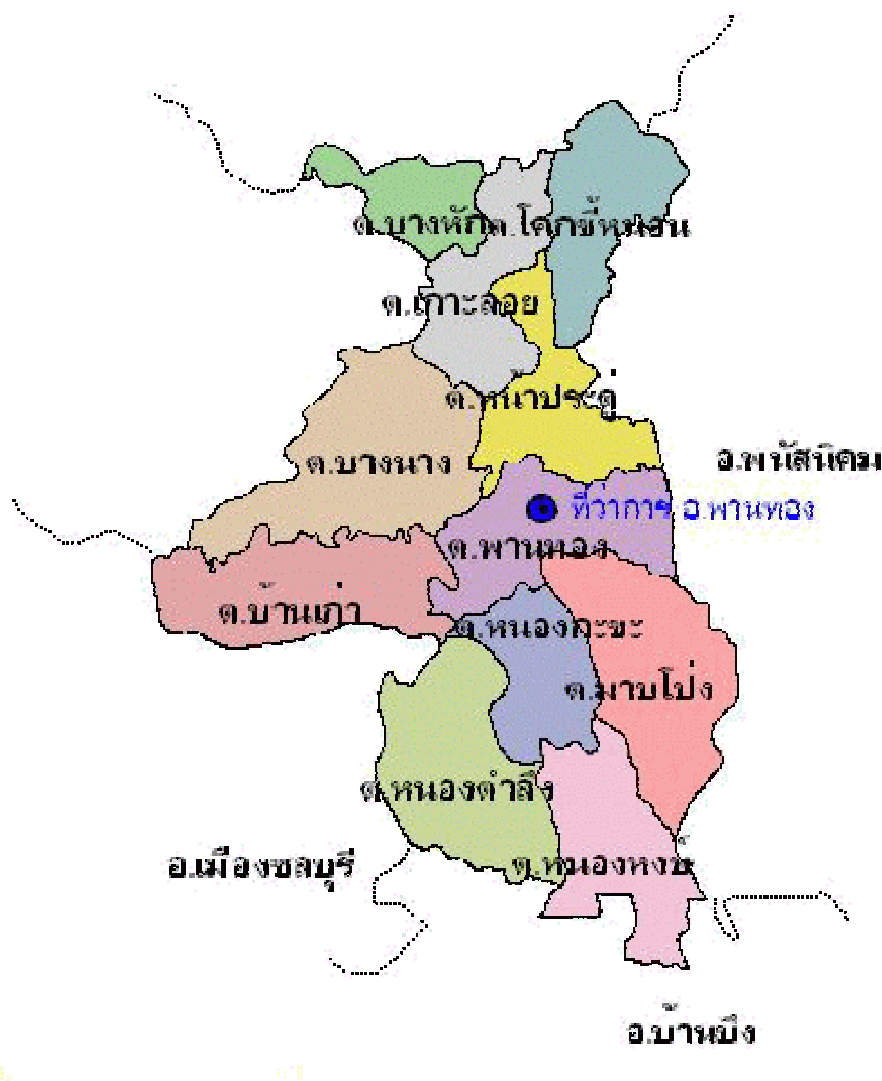 ต.บางหัก
ต.โคกขี้หนอน
ต.เกาะลอย
ต.หน้าประดู่
ต.บางนาง
อ.พนัสนิคม
ที่ว่าการ อ.พานทอง
ต.พานทอง
ต.บ้านเก่า
ต.หนองกะขะ
ต.มาบโป่ง
ต.หนองตำลึง
อ.เมืองชลบุรี
ต.หนองหงษ์
อ.บ้านบึง